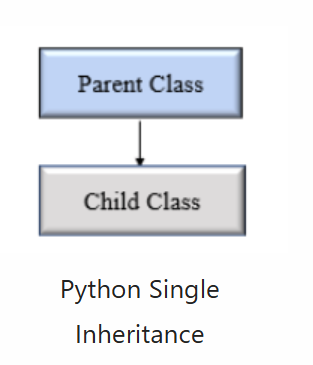 Parent Class
Child Class
Python Single
Inheritance